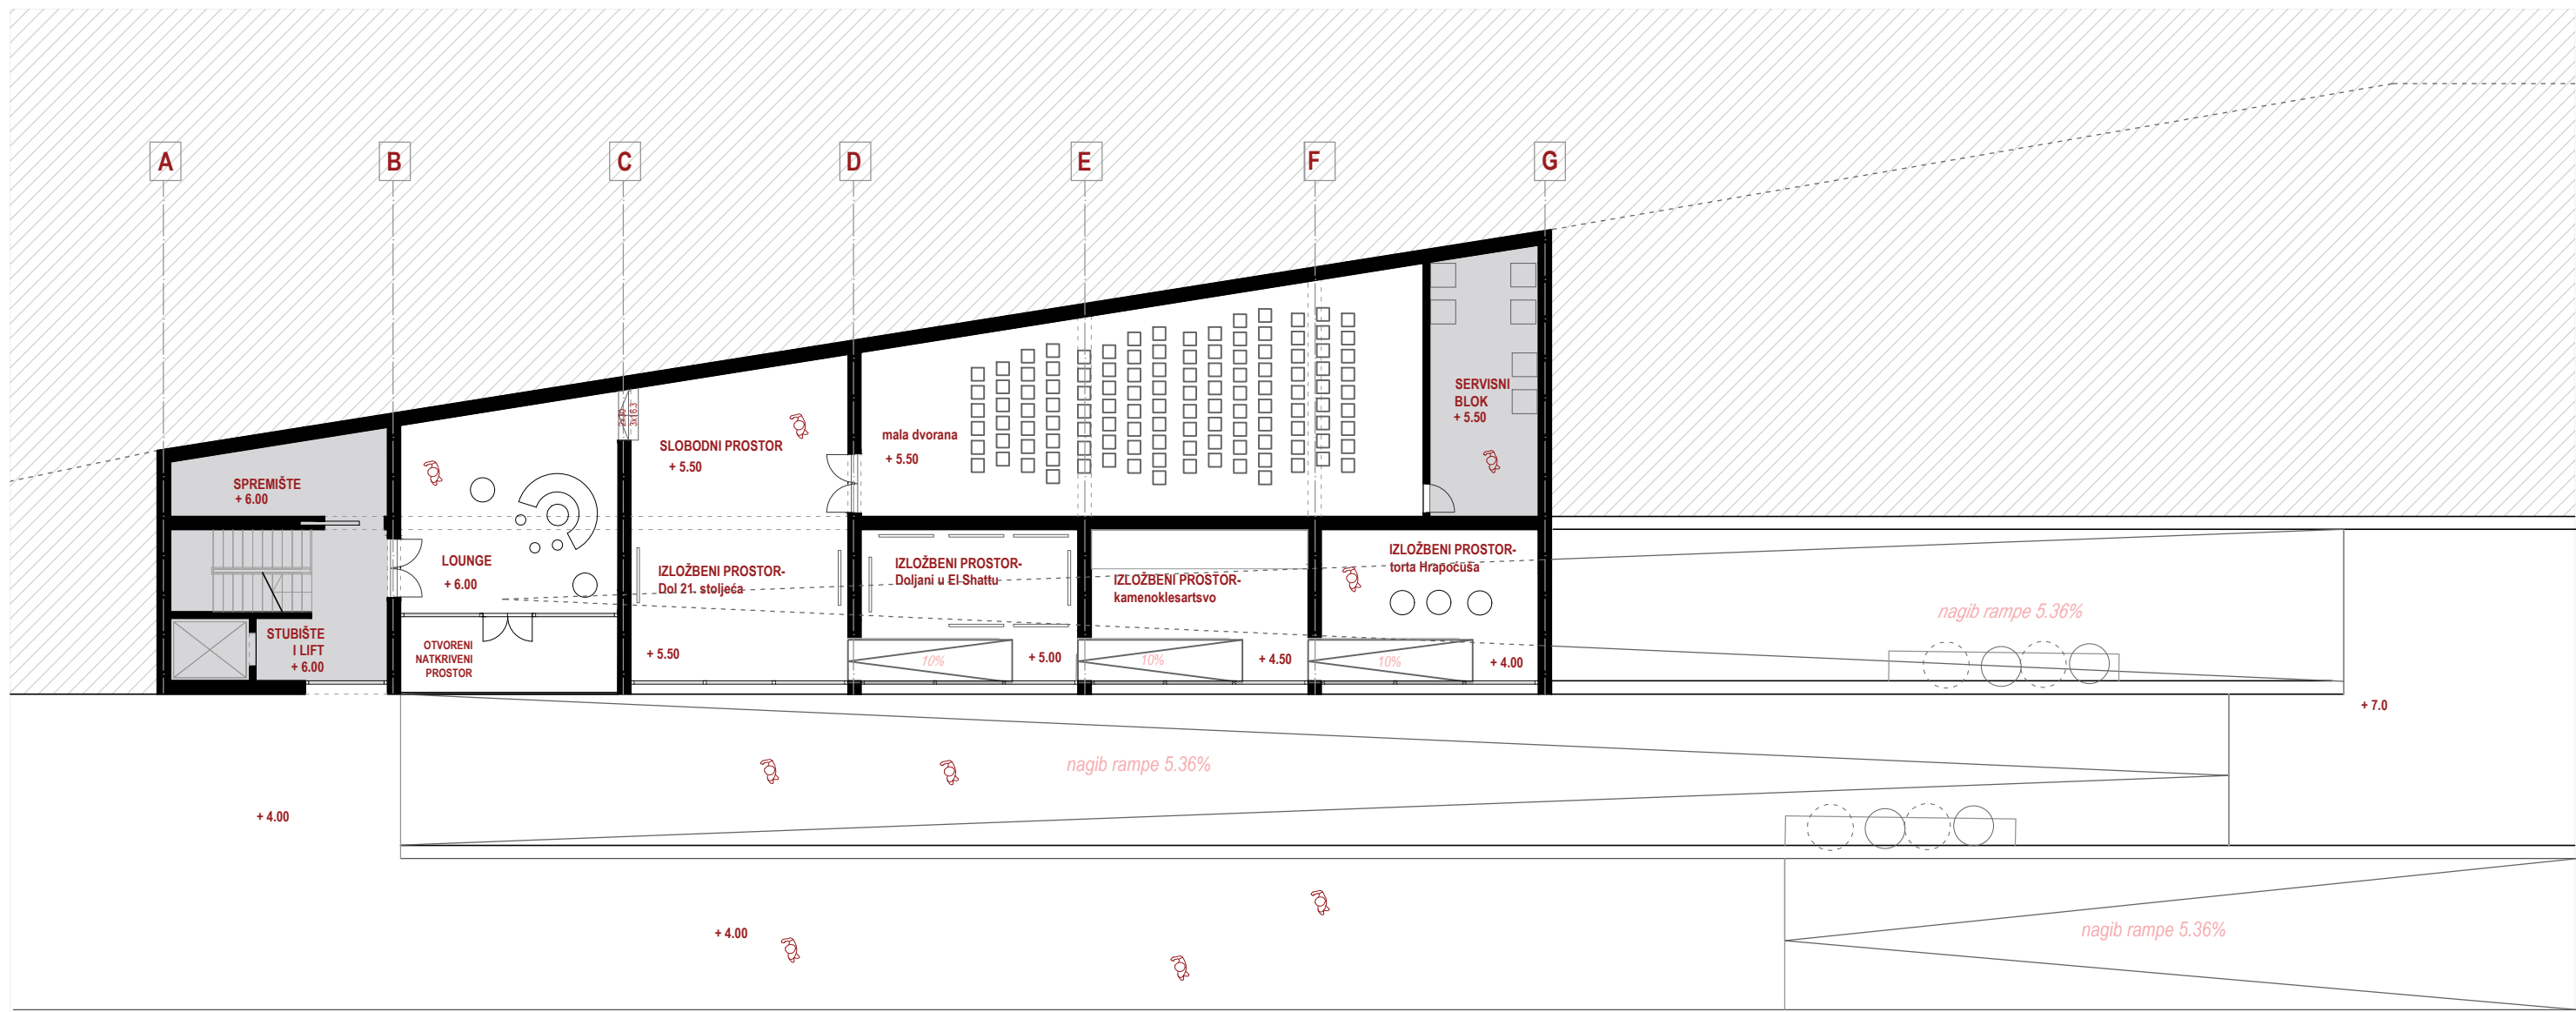 A
B
C
D
E
F
G
SPREMIŠTE
+ 6.00
STUBIŠTE
I LIFT
+ 6.00
LOUNGE
+ 6.00
OTVORENI
NATKRIVENI
PROSTOR
3x16.3
SLOBODNI PROSTOR
+ 5.50
IZLOŽBENI PROSTOR-
Dol 21. stoljeća
+ 5.50
mala dvorana
+ 5.50
SERVISNI
BLOK
+ 5.50
IZLOŽBENI PROSTOR-
Doljani u El Shattu
10%
+ 5.00
IZLOŽBENI PROSTOR-
kamenoklesartsvo
10%
+ 4.50
IZLOŽBENI PROSTOR-
torta Hrapoćuša
10%
+ 4.00
nagib rampe 5.36%
+ 7.0
nagib rampe 5.36%
+ 4.00
+ 4.00
nagib rampe 5.36%